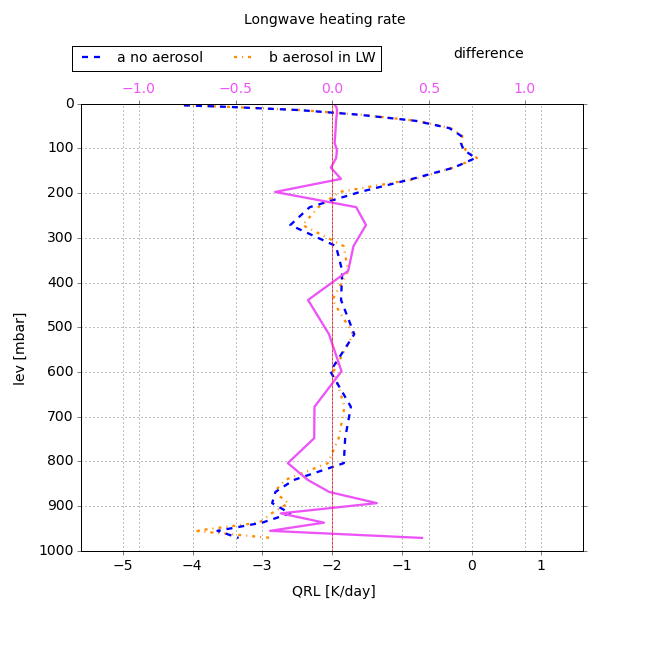 Longwave heating rate
a no aerosol b aerosol in LW difference
−1.0 −0.5 0.0 0.5 1.0
0
100
200
300
400
500
600
700
800
900
1000
lev [mbar]
−5 −4 −3 −2 −1 0 1
QRL [K/day]